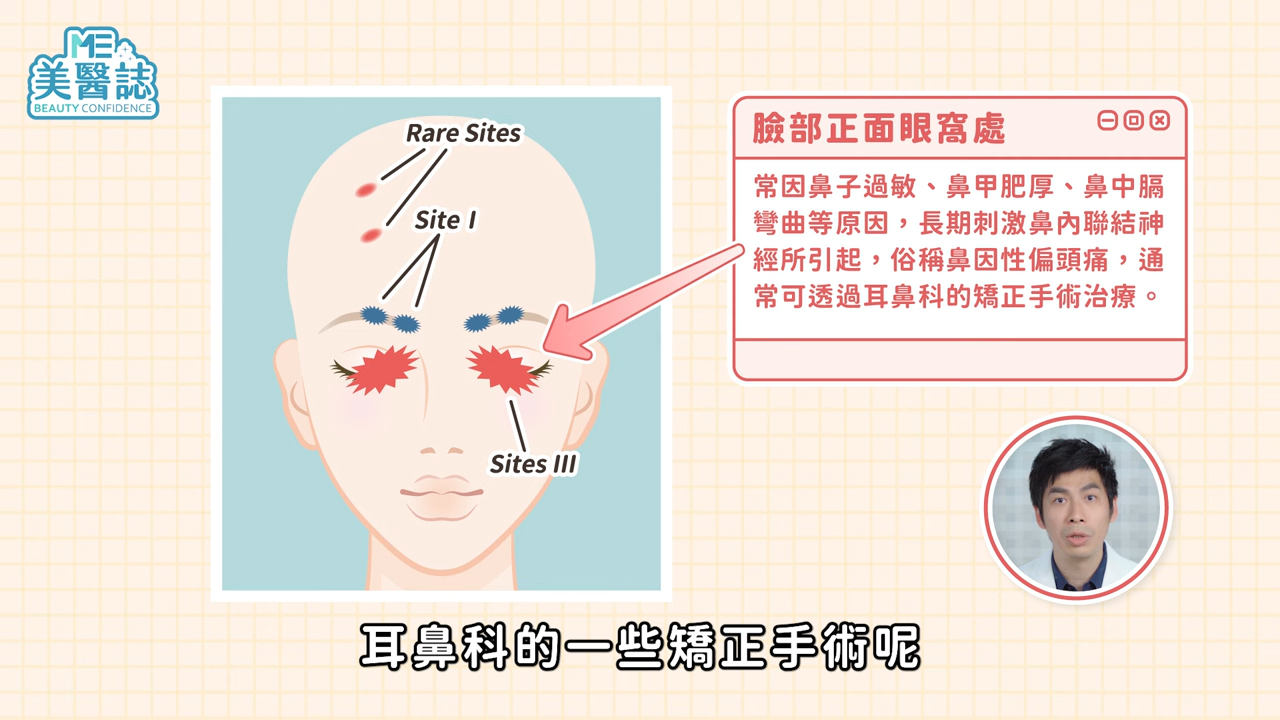 ME
美醫誌
BEAUTY CONFIDENCE
Rare Sites
Site I
Sites III
臉部正面眼窩處
常因鼻子過敏、鼻甲肥厚、鼻中膈
彎曲等原因，長期刺激鼻內聯結神
經所引起，俗稱鼻因性偏頭痛，通
常可透過耳鼻科的矯正手術治療。
耳鼻科的一些矯正手術呢